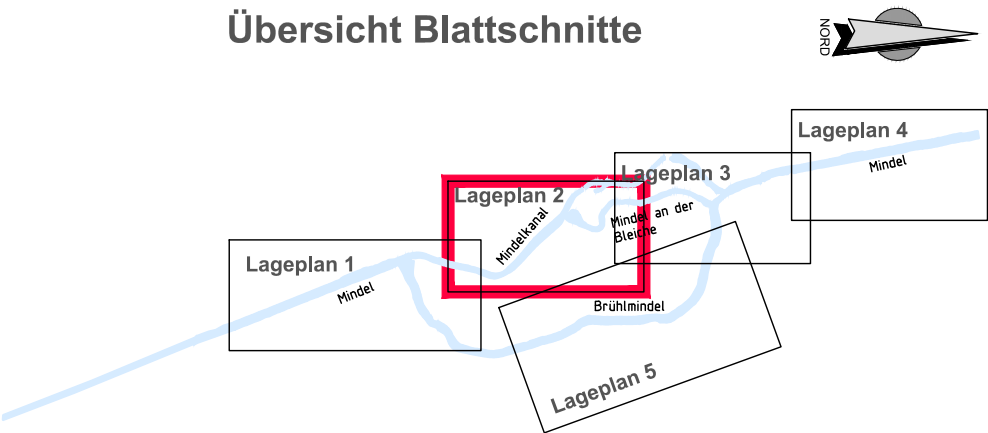 Übersicht Blattschnitte
NORD
Lageplan 4
Mindel
Lageplan 3
Lageplan 2
Mindel an der
Bleiche
Mindelkanal
Lageplan 1
Mindel
Brühlmindel
Lageplan 5